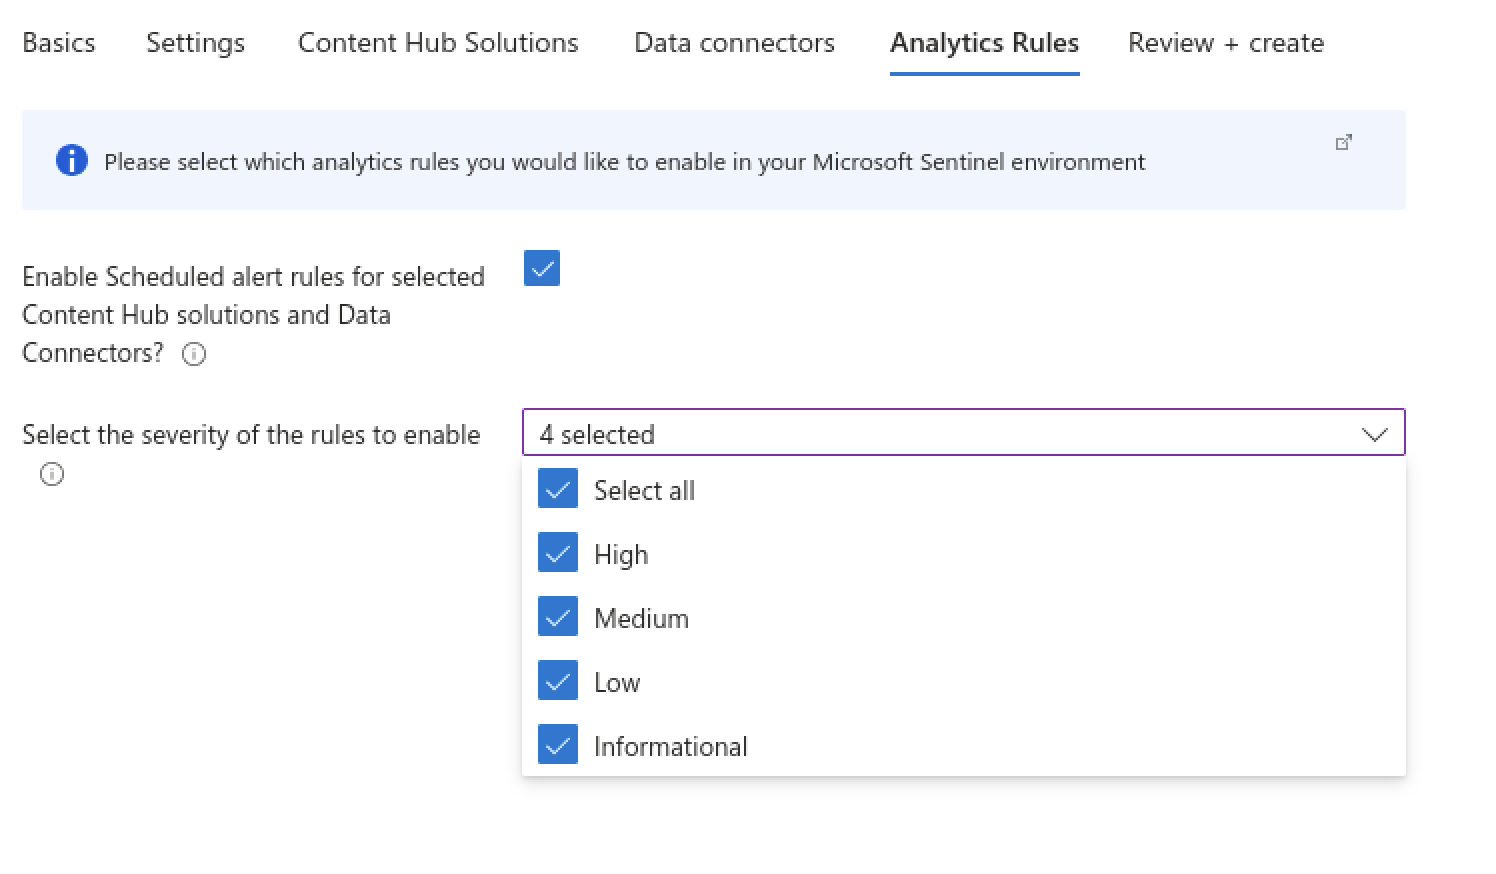 Basics Settings Content Hub Solutions Data connectors Analytics Rules Review + create
Please select which analytics rules you would like to enable in your Microsoft Sentinel environment
Enable Scheduled alert rules for selected
Content Hub solutions and Data
Connectors?
Select the severity of the rules to enable
4 selected
Select all
High
Medium
Low
Informational